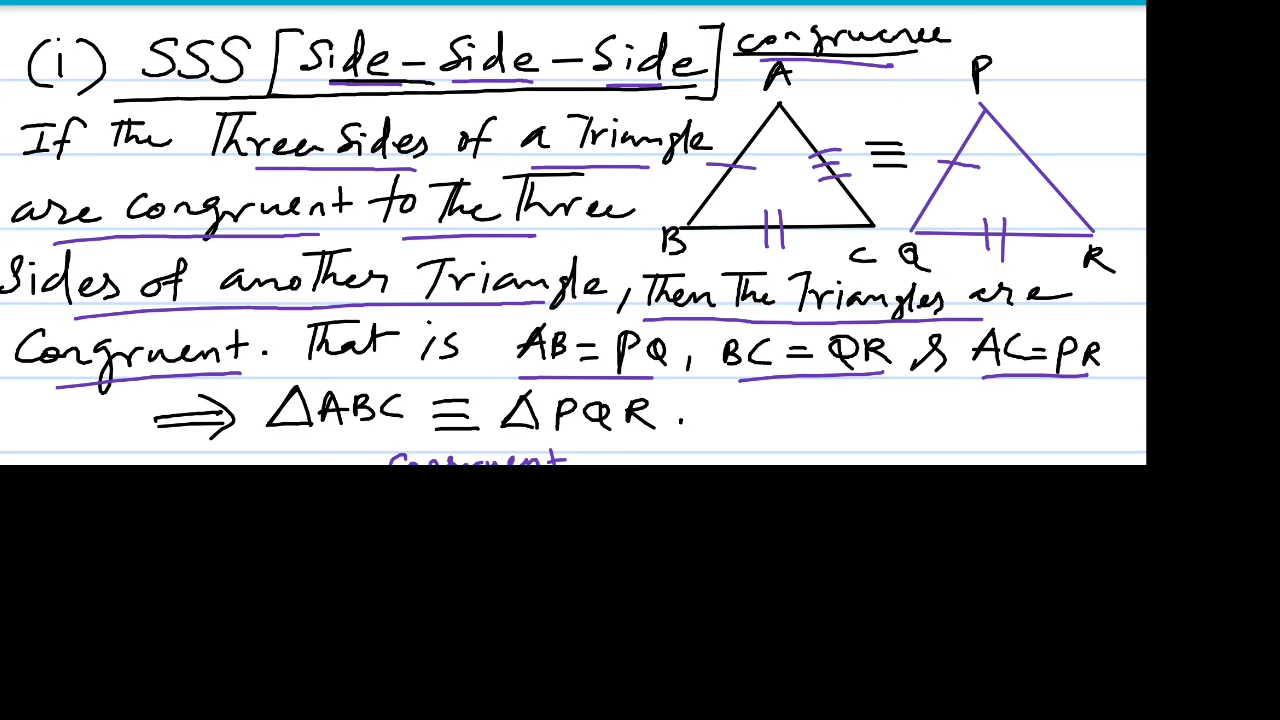 (i) SSS [Side - Side - Side] congruence
A P
If the Three sides of a Triangle ≡
are congruent to the Three
B C Q R
Sides of another Triangle, then the Triangles are
Congruent. That is AB = PQ, BC = QR & AC = PR
⟹ △ABC ≡ △PQR.
Congruent